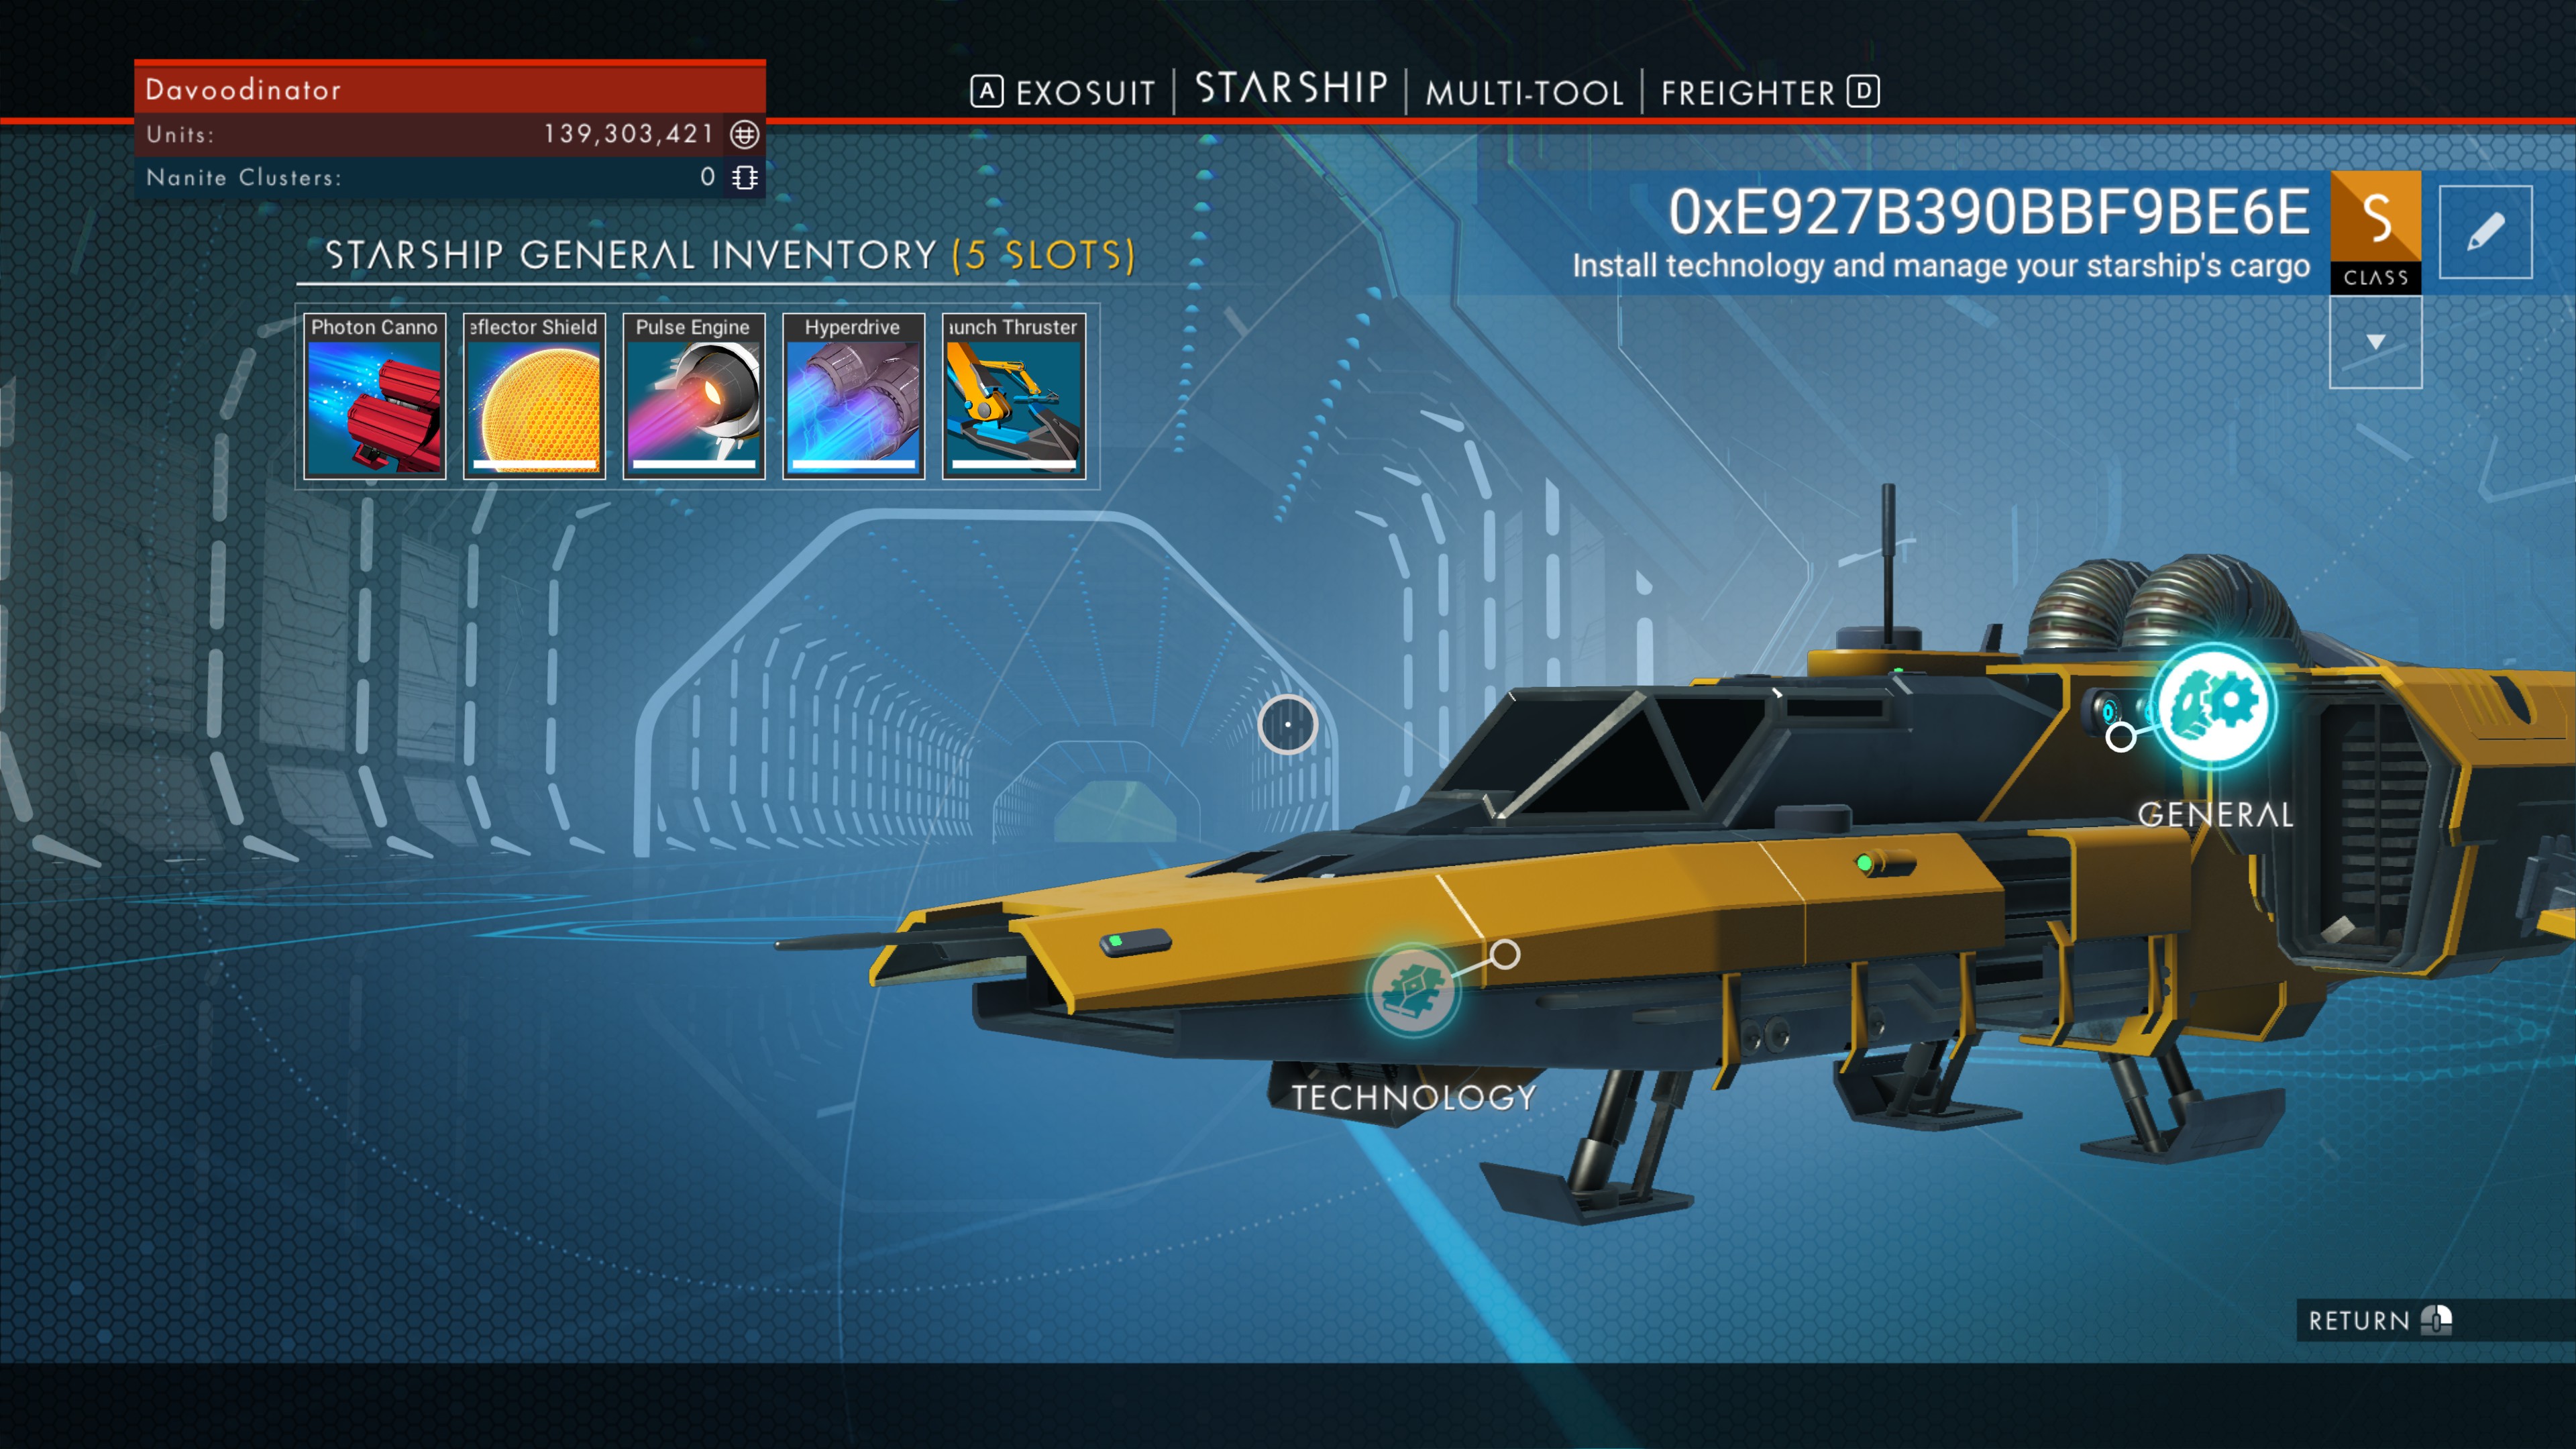 Davoodinator
Units: 139,303,421
Nanite Clusters: 0
A EXOSUIT STARSHIP MULTI-TOOL FREIGHTER D
0xE927B390BBF9BE6E
Install technology and manage your starship's cargo
S
CLASS
STARSHIP GENERAL INVENTORY (5 SLOTS)
Photon Canno
eflector Shield
Pulse Engine
Hyperdrive
aunch Thruster
GENERAL
TECHNOLOGY
RETURN